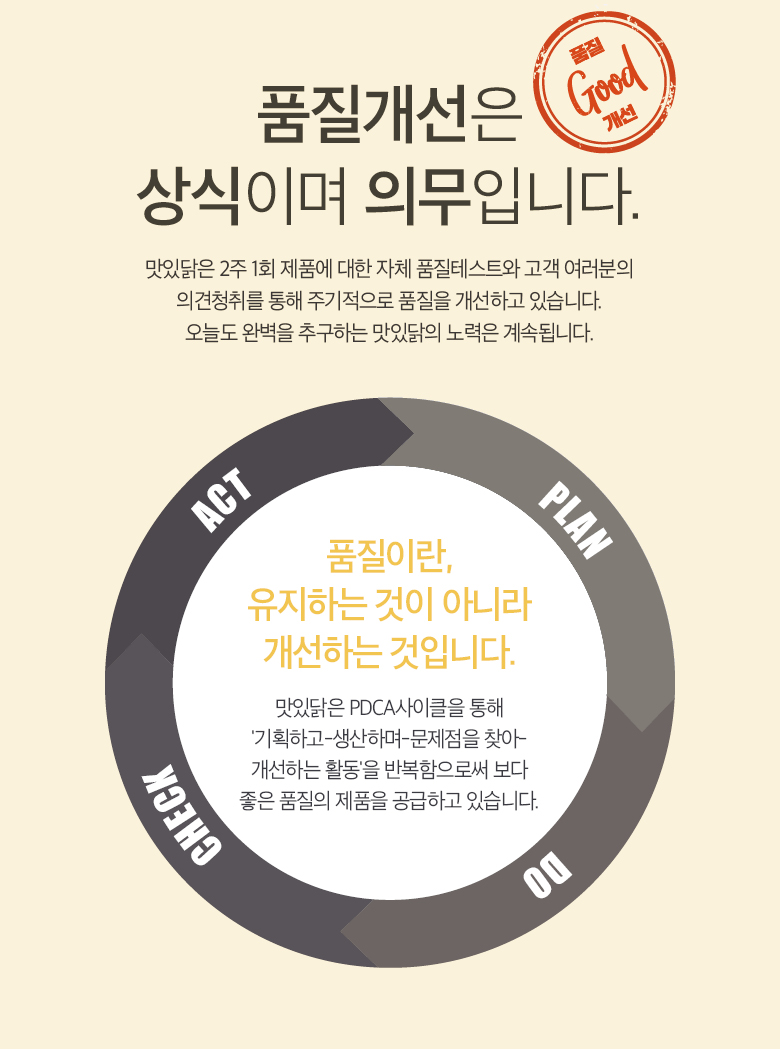 품질
Good
개선
품질개선은
상식이며 의무입니다.
맛있닭은 2주 1회 제품에 대한 자체 품질테스트와 고객 여러분의
의견청취를 통해 주기적으로 품질을 개선하고 있습니다.
오늘도 완벽을 추구하는 맛있닭의 노력은 계속됩니다.
ACT
PLAN
품질이란,
유지하는 것이 아니라
개선하는 것입니다.
맛있닭은 PDCA사이클을 통해
'기획하고-생산하며-문제점을 찾아-
개선하는 활동'을 반복함으로써 보다
좋은 품질의 제품을 공급하고 있습니다.
CHECK
DO